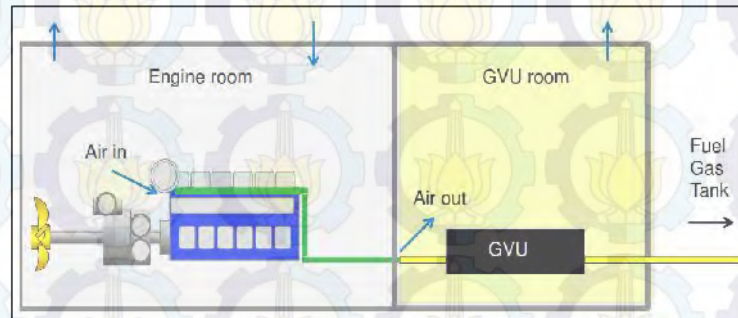 Engine room
GVU room
Air in
Fuel
Gas
Tank
Air out
GVU